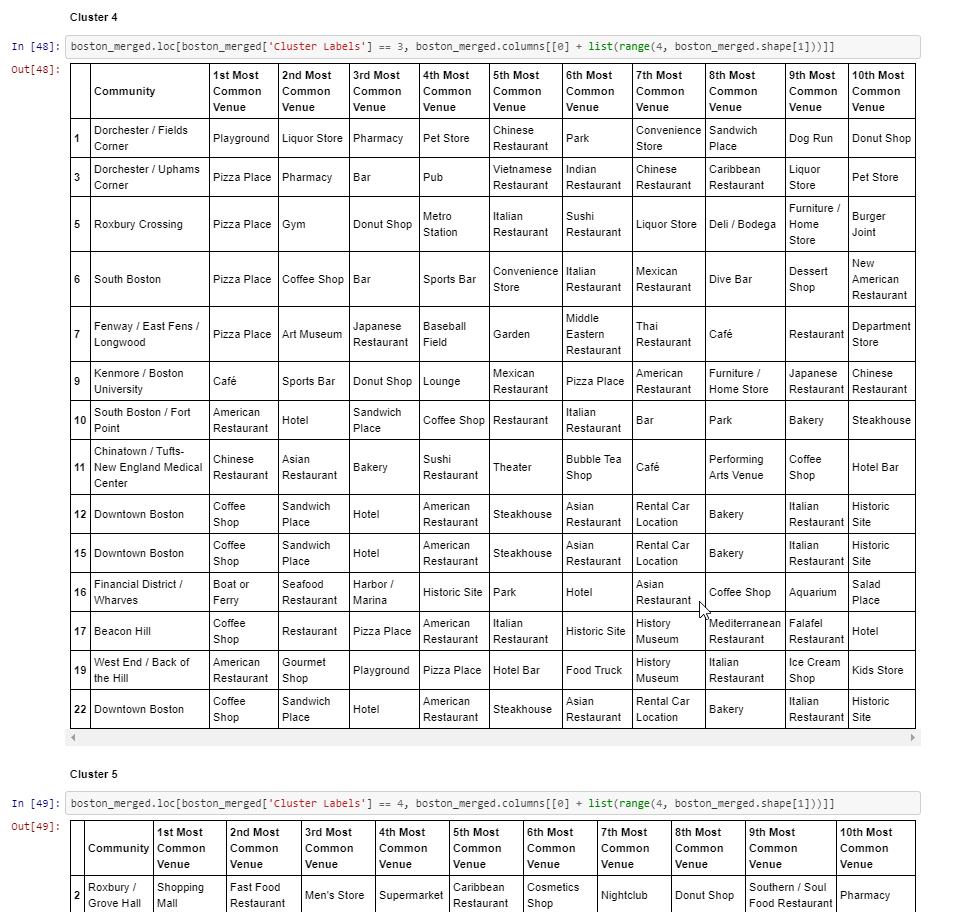 Cluster 4
In [48]: boston_merged.loc[boston_merged['Cluster Labels'] == 3, boston_merged.columns[[0] + list(range(4, boston_merged.shape[1]))]]
Out[48]:
Community 1st Most Common Venue 2nd Most Common Venue 3rd Most Common Venue 4th Most Common Venue 5th Most Common Venue 6th Most Common Venue 7th Most Common Venue 8th Most Common Venue 9th Most Common Venue 10th Most Common Venue
1 Dorchester / Fields Corner Playground Liquor Store Pharmacy Pet Store Chinese Restaurant Park Convenience Store Sandwich Place Dog Run Donut Shop
3 Dorchester / Uphams Corner Pizza Place Pharmacy Bar Pub Vietnamese Restaurant Indian Restaurant Chinese Restaurant Caribbean Restaurant Liquor Store Pet Store
5 Roxbury Crossing Pizza Place Gym Donut Shop Metro Station Italian Restaurant Sushi Restaurant Liquor Store Deli / Bodega Furniture / Home Store Burger Joint
6 South Boston Pizza Place Coffee Shop Bar Sports Bar Convenience Store Italian Restaurant Mexican Restaurant Dive Bar Dessert Shop New American Restaurant
7 Fenway / East Fens / Longwood Pizza Place Art Museum Japanese Restaurant Baseball Field Garden Middle Eastern Restaurant Thai Restaurant Café Restaurant Department Store
9 Kenmore / Boston University Café Sports Bar Donut Shop Lounge Mexican Restaurant Pizza Place American Restaurant Furniture / Home Store Japanese Restaurant Chinese Restaurant
10 South Boston / Fort Point American Restaurant Hotel Sandwich Place Coffee Shop Restaurant Italian Restaurant Bar Park Bakery Steakhouse
11 Chinatown / Tufts-New England Medical Center Chinese Restaurant Asian Restaurant Bakery Sushi Restaurant Theater Bubble Tea Shop Café Performing Arts Venue Coffee Shop Hotel Bar
12 Downtown Boston Coffee Shop Sandwich Place Hotel American Restaurant Steakhouse Asian Restaurant Rental Car Location Bakery Italian Restaurant Historic Site
15 Downtown Boston Coffee Shop Sandwich Place Hotel American Restaurant Steakhouse Asian Restaurant Rental Car Location Bakery Italian Restaurant Historic Site
16 Financial District / Wharves Boat or Ferry Seafood Restaurant Harbor / Marina Historic Site Park Hotel Asian Restaurant Coffee Shop Aquarium Salad Place
17 Beacon Hill Coffee Shop Restaurant Pizza Place American Restaurant Italian Restaurant Historic Site History Museum Mediterranean Restaurant Falafel Restaurant Hotel
19 West End / Back of the Hill American Restaurant Gourmet Shop Playground Pizza Place Hotel Bar Food Truck History Museum Italian Restaurant Ice Cream Shop Kids Store
22 Downtown Boston Coffee Shop Sandwich Place Hotel American Restaurant Steakhouse Asian Restaurant Rental Car Location Bakery Italian Restaurant Historic Site
Cluster 5
In [49]: boston_merged.loc[boston_merged['Cluster Labels'] == 4, boston_merged.columns[[0] + list(range(4, boston_merged.shape[1]))]]
Out[49]:
Community 1st Most Common Venue 2nd Most Common Venue 3rd Most Common Venue 4th Most Common Venue 5th Most Common Venue 6th Most Common Venue 7th Most Common Venue 8th Most Common Venue 9th Most Common Venue 10th Most Common Venue
2 Roxbury / Grove Hall Shopping Mall Fast Food Restaurant Men's Store Supermarket Caribbean Restaurant Cosmetics Shop Nightclub Donut Shop Southern / Soul Food Restaurant Pharmacy